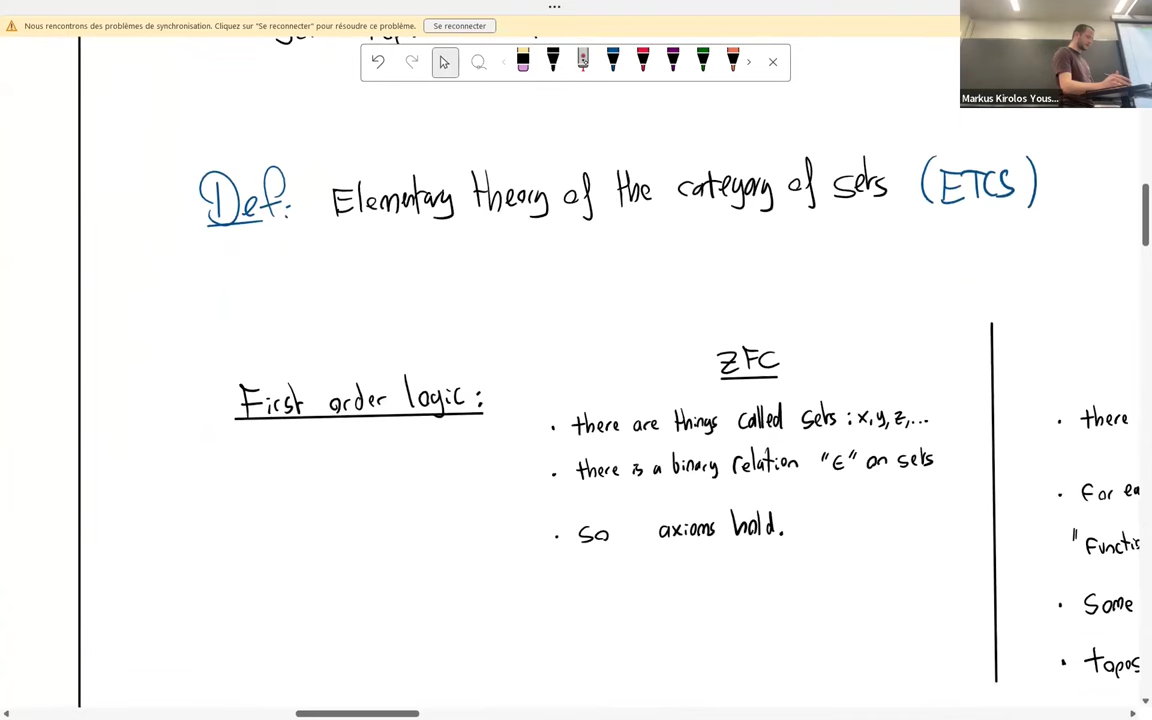 Nous rencontrons des problèmes de synchronisation. Cliquez sur "Se reconnecter" pour résoudre ce problème. Se reconnecter
Markus Kirolos Yous...
Def: Elementary theory of the category of sets (ETCS)
ZFC
First order logic:
· there are things called sets : x, y, z, ...
· there is a binary relation "∈" on sets
· so axioms hold.
· there
· For ea
"Functio
· Some
· topos